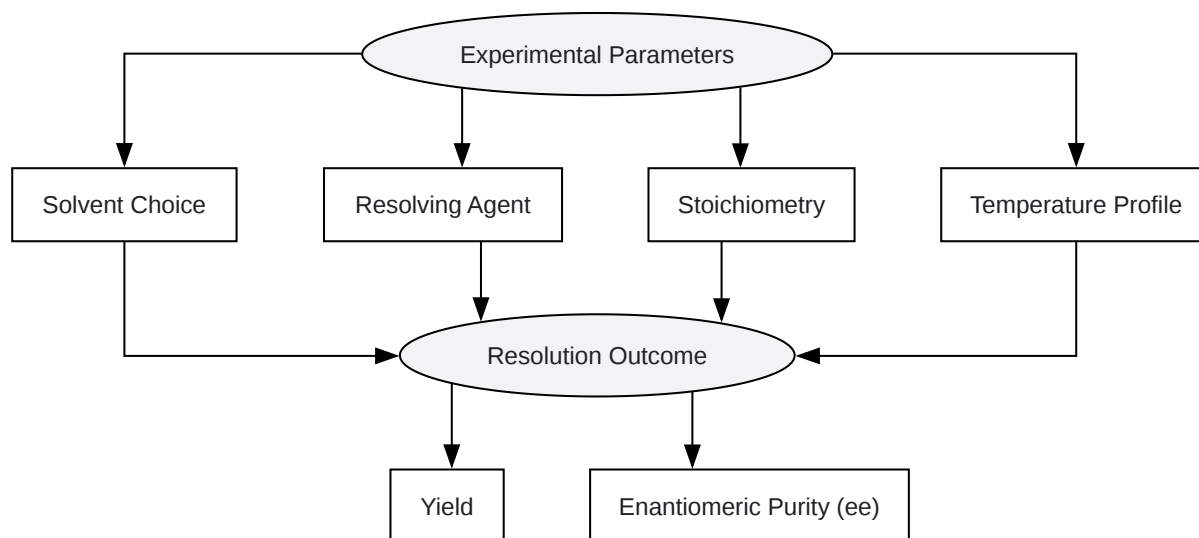 Experimental Parameters
Solvent Choice
Resolving Agent
Stoichiometry
Temperature Profile
Resolution Outcome
Yield
Enantiomeric Purity (ee)